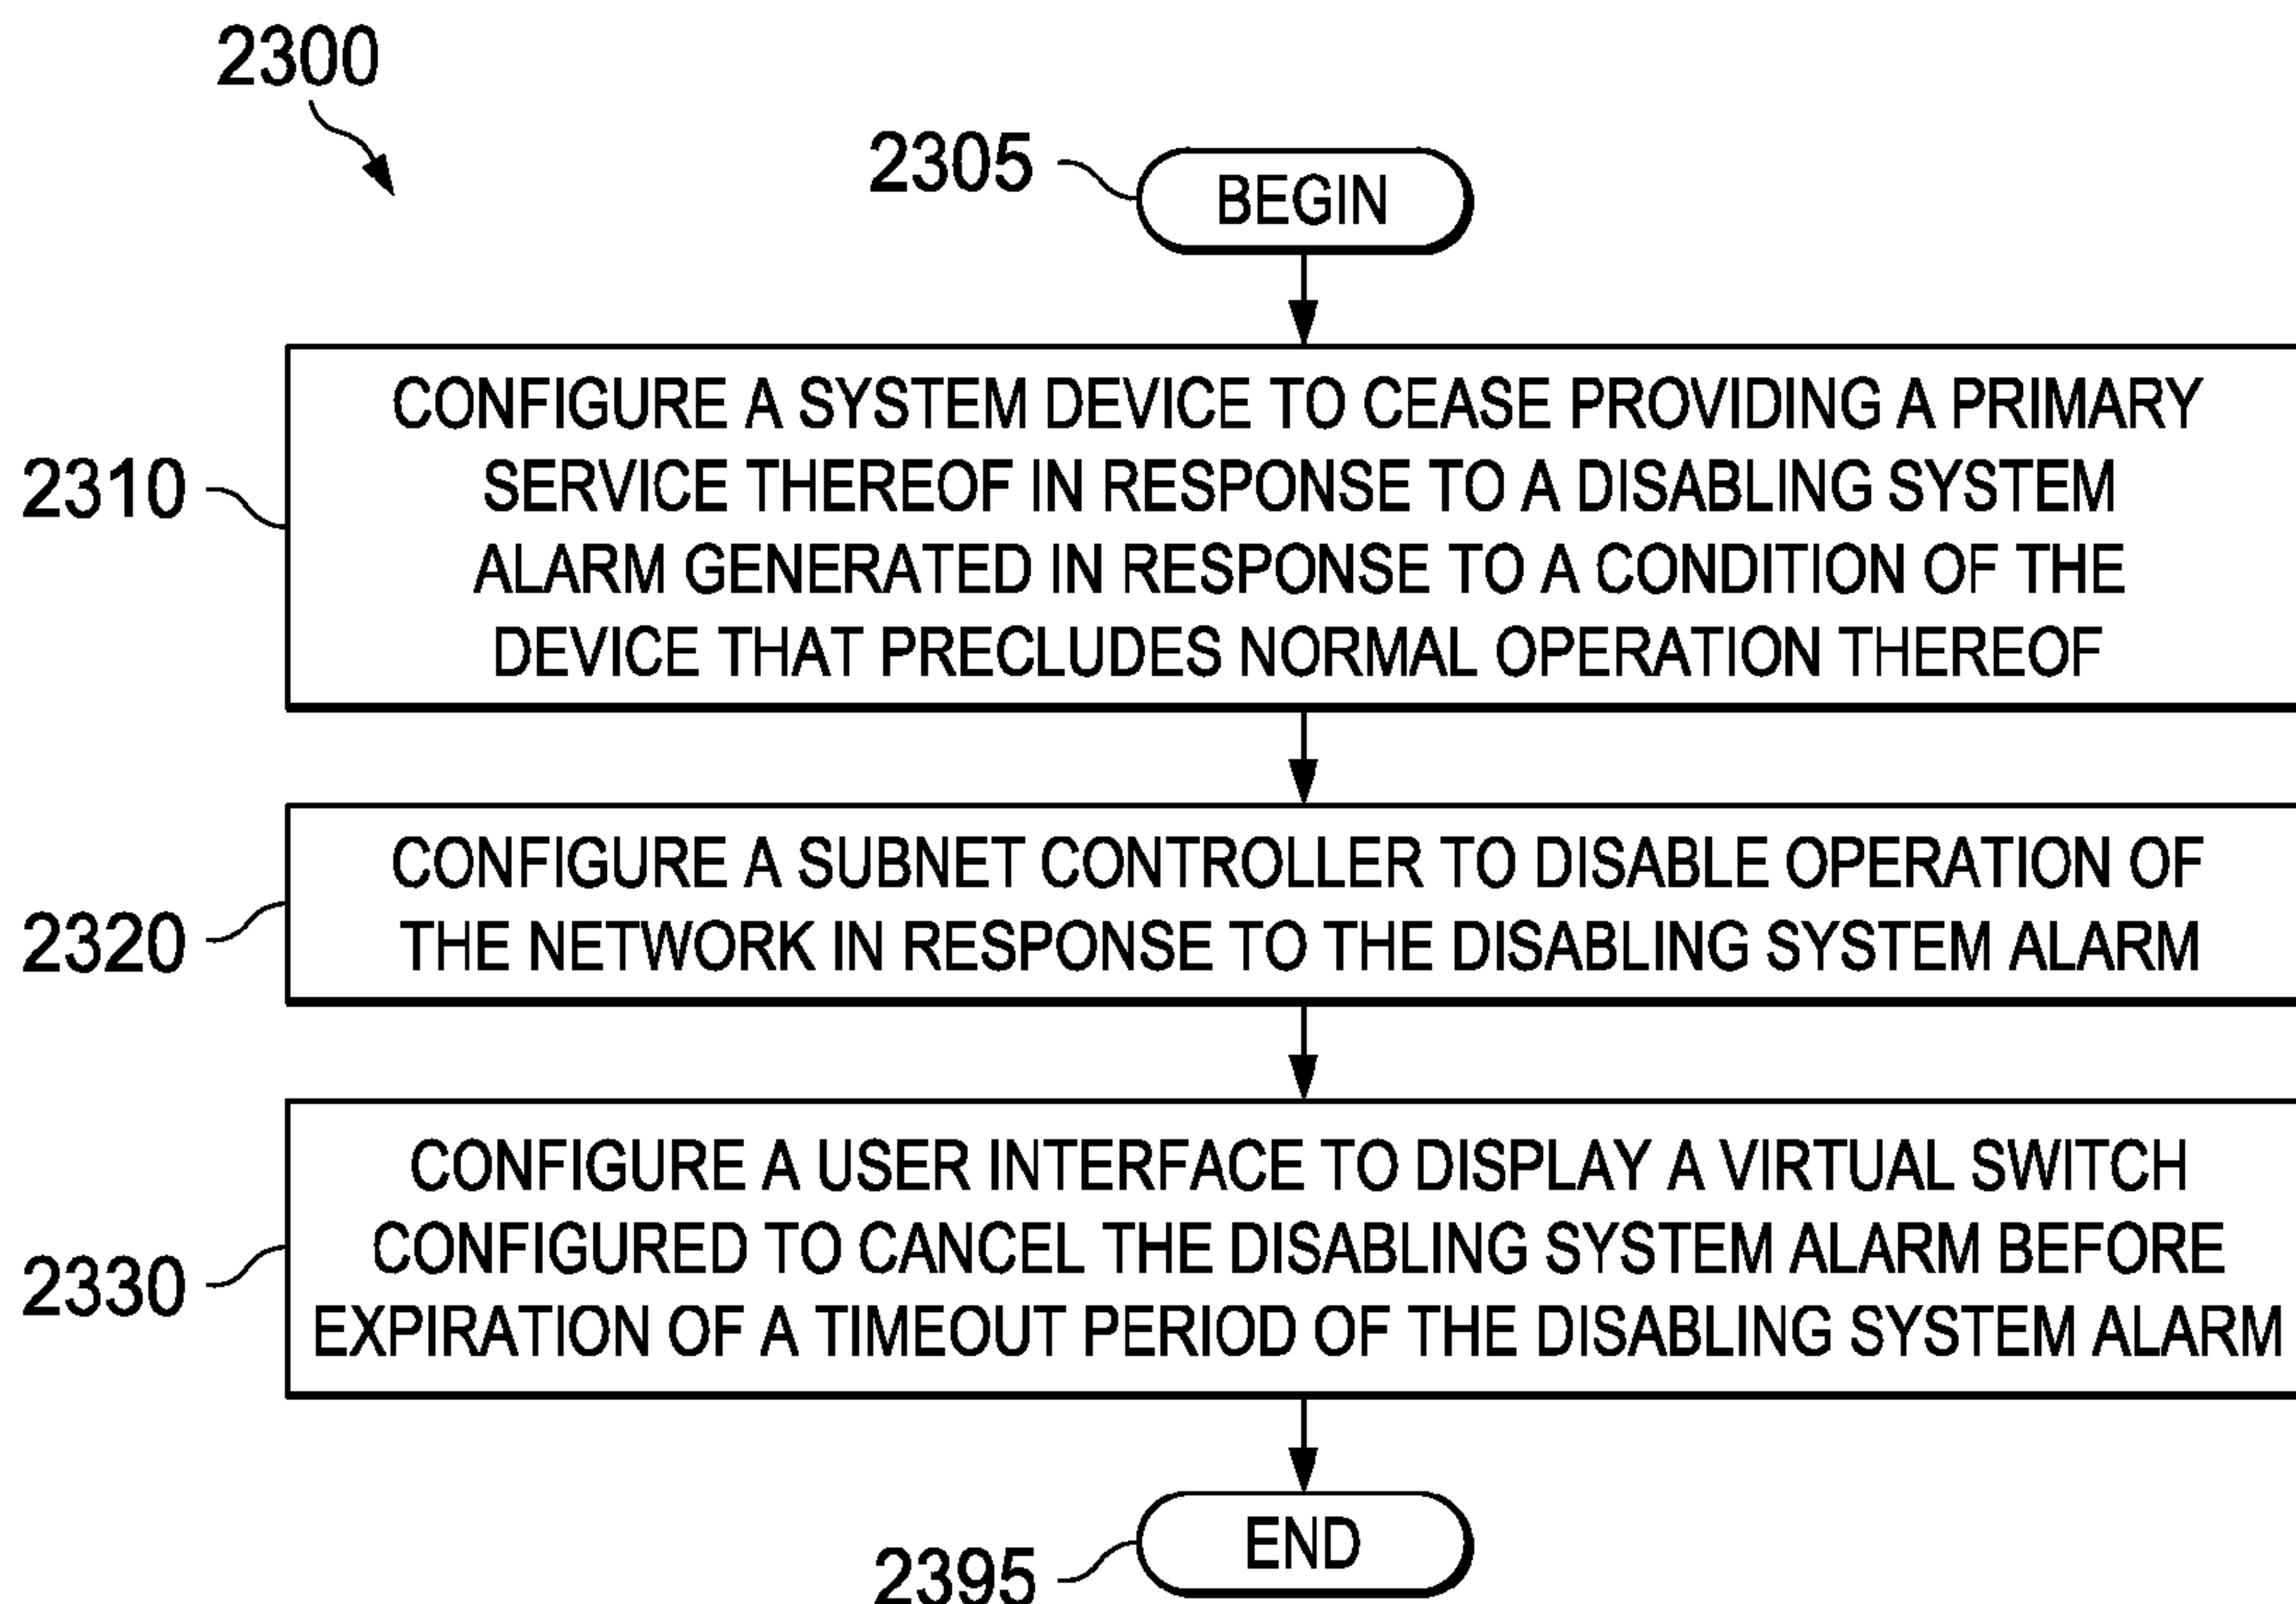 2300
2305
BEGIN
2310
CONFIGURE A SYSTEM DEVICE TO CEASE PROVIDING A PRIMARY
SERVICE THEREOF IN RESPONSE TO A DISABLING SYSTEM
ALARM GENERATED IN RESPONSE TO A CONDITION OF THE
DEVICE THAT PRECLUDES NORMAL OPERATION THEREOF
2320
CONFIGURE A SUBNET CONTROLLER TO DISABLE OPERATION OF
THE NETWORK IN RESPONSE TO THE DISABLING SYSTEM ALARM
2330
CONFIGURE A USER INTERFACE TO DISPLAY A VIRTUAL SWITCH
CONFIGURED TO CANCEL THE DISABLING SYSTEM ALARM BEFORE
EXPIRATION OF A TIMEOUT PERIOD OF THE DISABLING SYSTEM ALARM
END
2395